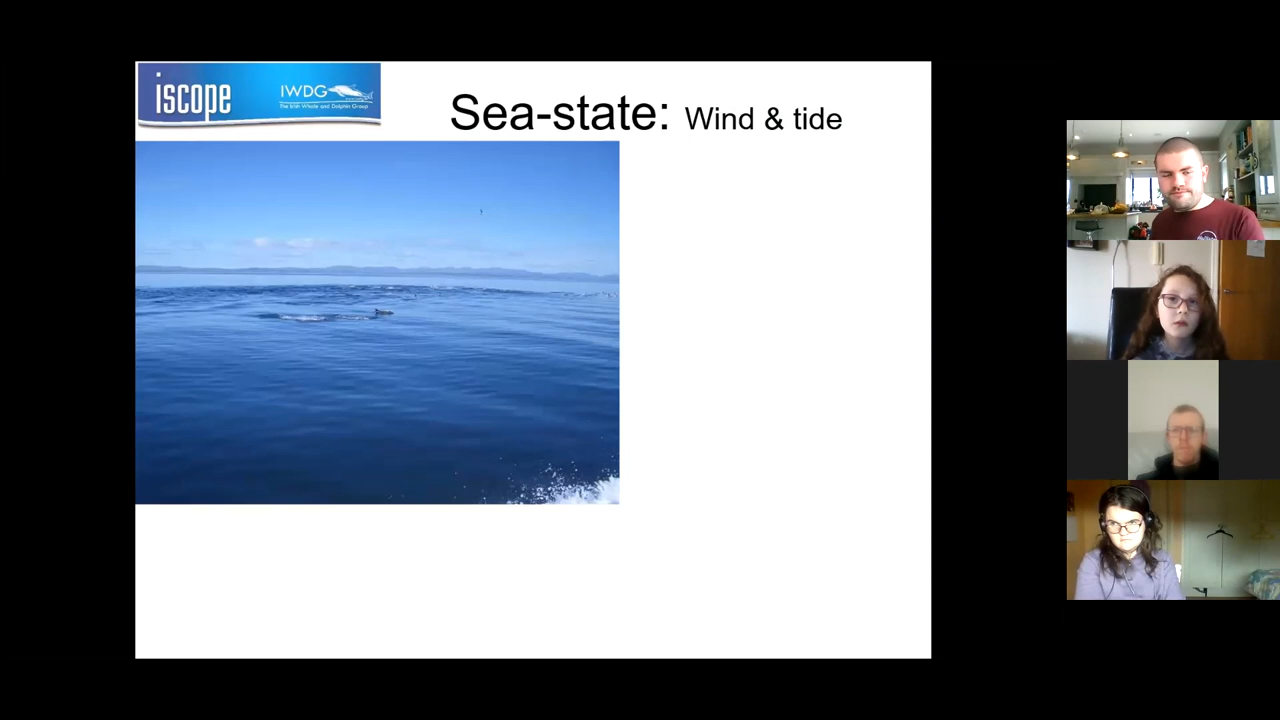 iscope
IWDG
The Irish Whale and Dolphin Group
Sea-state: Wind & tide